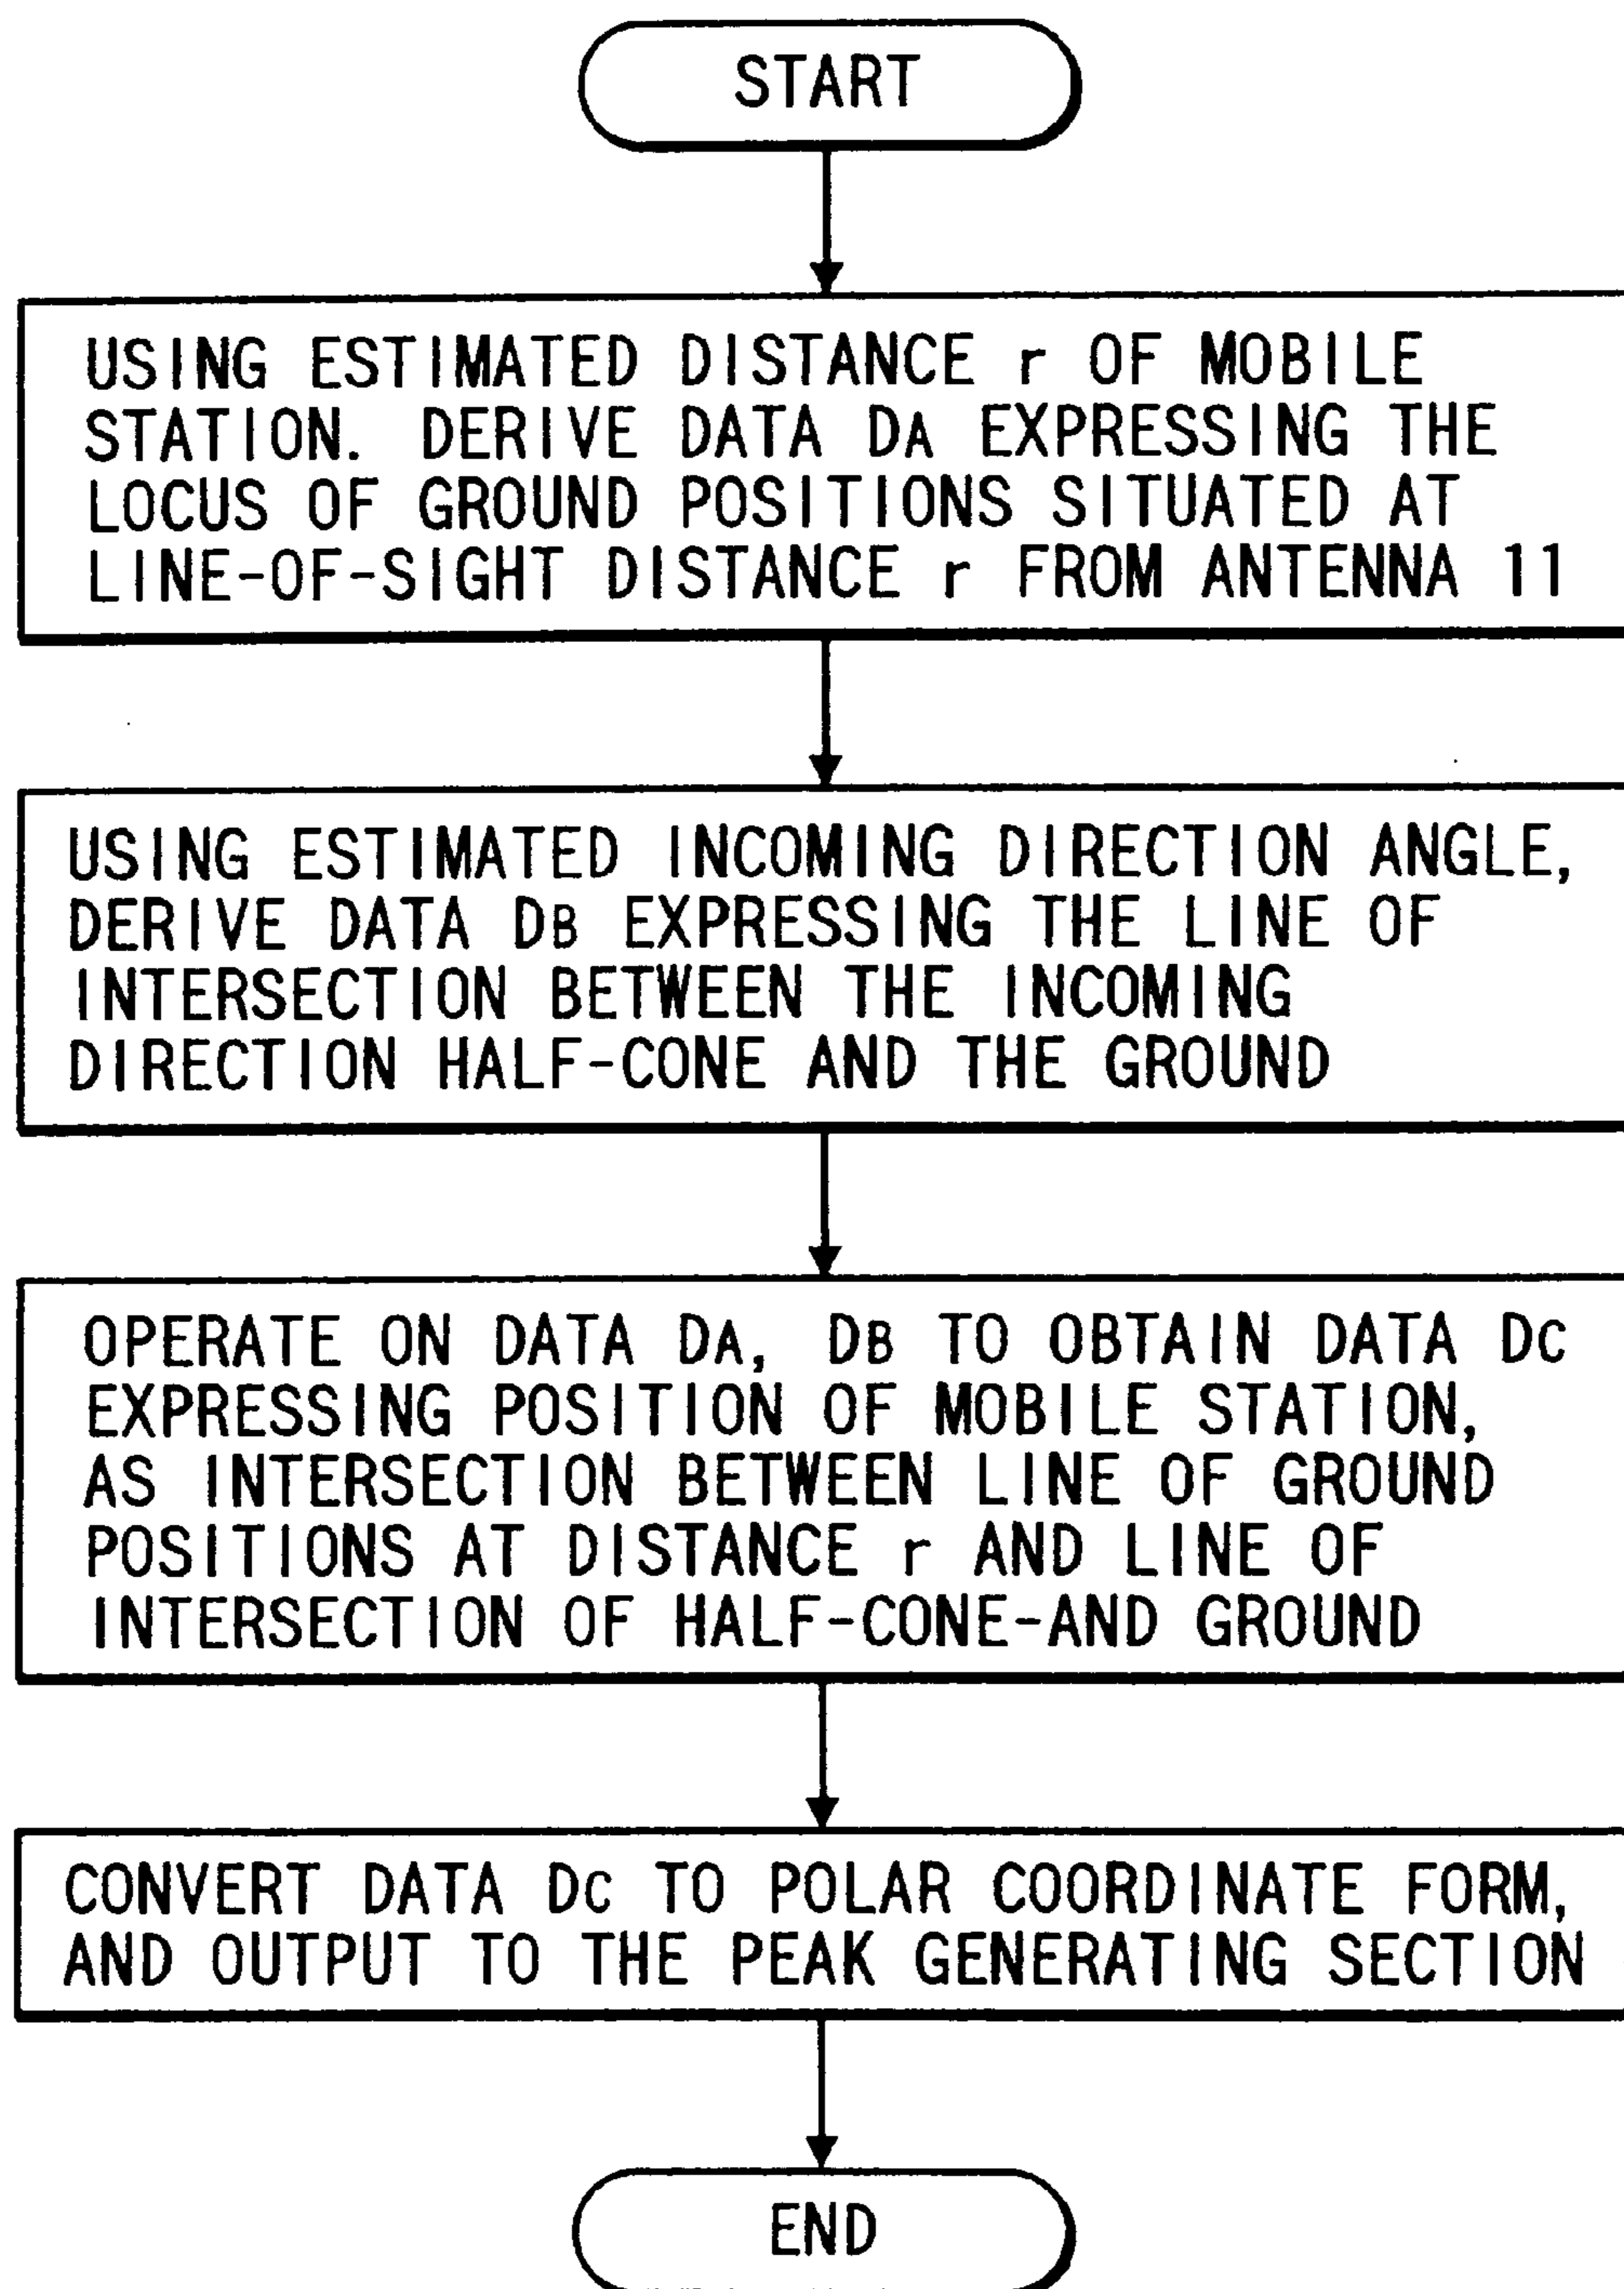 START
USING ESTIMATED DISTANCE r OF MOBILE
STATION. DERIVE DATA DA EXPRESSING THE
LOCUS OF GROUND POSITIONS SITUATED AT
LINE-OF-SIGHT DISTANCE r FROM ANTENNA 11
USING ESTIMATED INCOMING DIRECTION ANGLE,
DERIVE DATA DB EXPRESSING THE LINE OF
INTERSECTION BETWEEN THE INCOMING
DIRECTION HALF-CONE AND THE GROUND
OPERATE ON DATA DA, DB TO OBTAIN DATA DC
EXPRESSING POSITION OF MOBILE STATION,
AS INTERSECTION BETWEEN LINE OF GROUND
POSITIONS AT DISTANCE r AND LINE OF
INTERSECTION OF HALF-CONE-AND GROUND
CONVERT DATA DC TO POLAR COORDINATE FORM,
AND OUTPUT TO THE PEAK GENERATING SECTION
END